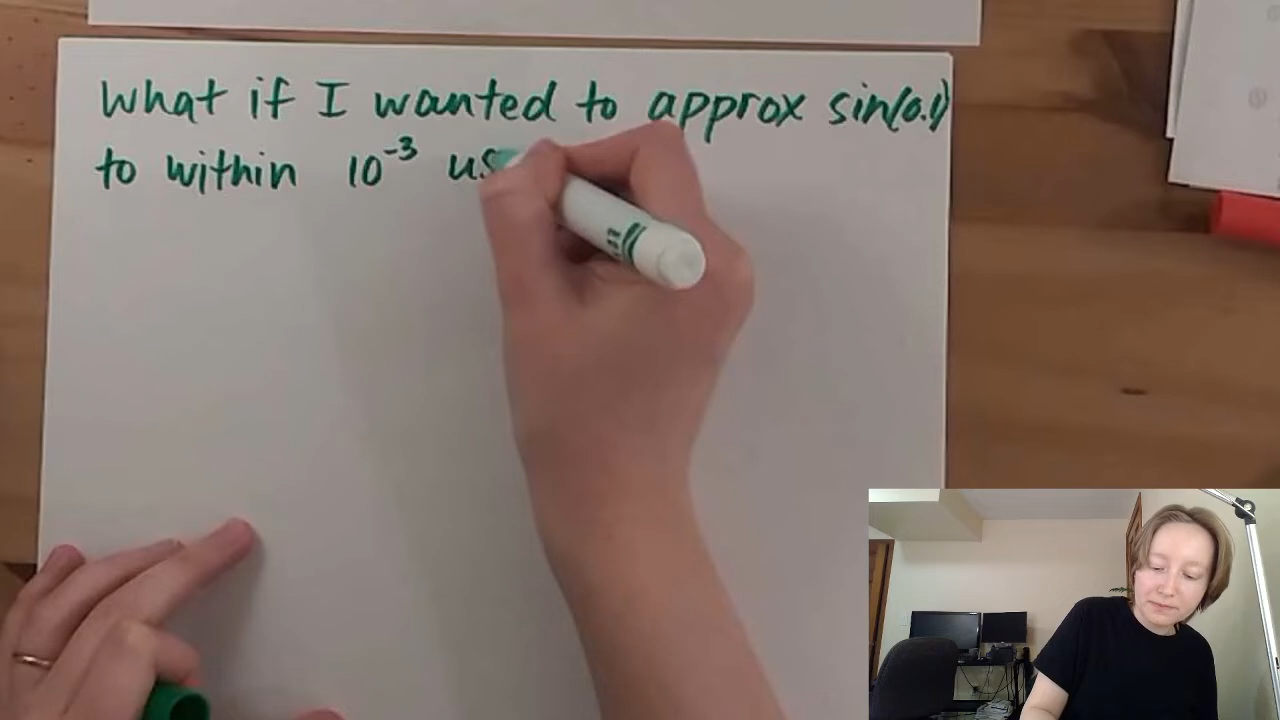 What if I wanted to approx sin(0.1)
to within 10⁻³ us